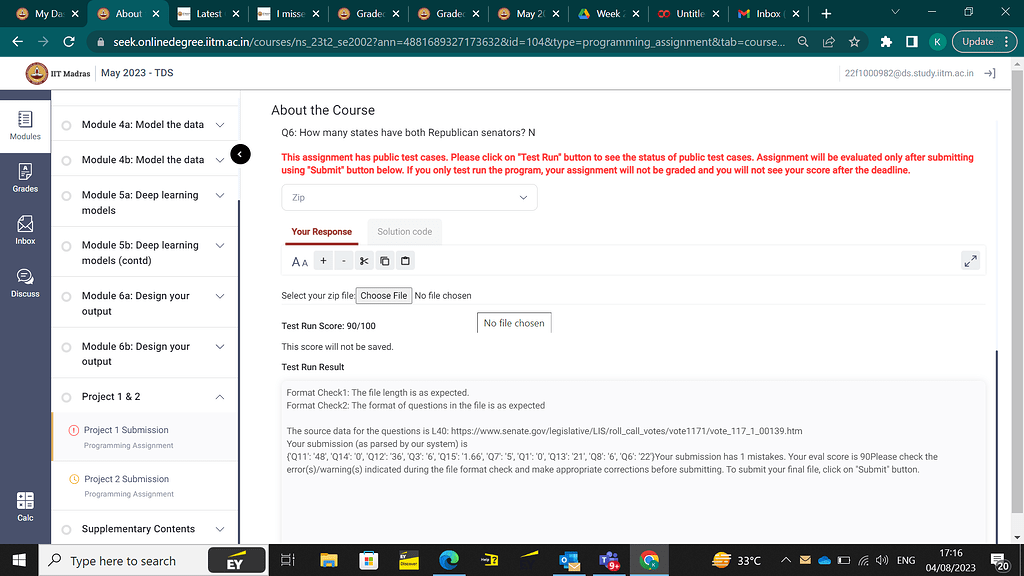 My Da
About
Latest
I misse
Graded
Graded
May 20
Week
Untitle
Inbox (
seek.onlinedegree.iitm.ac.in/courses/ns_23t2_se2002?ann=4881689327173632&id=104&type=programming_assignment&tab=course...
K
Update
IIT Madras
May 2023 - TDS
22f1000982@ds.study.iitm.ac.in
Modules
Grades
Inbox
Discuss
Calc
Module 4a: Model the data
Module 4b: Model the data
Module 5a: Deep learning
models
Module 5b: Deep learning
models (contd)
Module 6a: Design your
output
Module 6b: Design your
output
Project 1 & 2
Project 1 Submission
Programming Assignment
Project 2 Submission
Programming Assignment
Supplementary Contents
About the Course
Q6: How many states have both Republican senators? N
This assignment has public test cases. Please click on "Test Run" button to see the status of public test cases. Assignment will be evaluated only after submitting
using "Submit" button below. If you only test run the program, your assignment will not be graded and you will not see your score after the deadline.
Zip
Your Response
Solution code
AA + -
Select your zip file: Choose File No file chosen
No file chosen
Test Run Score: 90/100
This score will not be saved.
Test Run Result
Format Check1: The file length is as expected.
Format Check2: The format of questions in the file is as expected
The source data for the questions is L40: https://www.senate.gov/legislative/LIS/roll_call_votes/vote1171/vote_117_1_00139.htm
Your submission (as parsed by our system) is
{'Q11': '48', 'Q14': '0', 'Q12': '36', 'Q3': '6', 'Q15': '1.66', 'Q7': '5', 'Q1': '0', 'Q13': '21', 'Q8': '6', 'Q6': '22'}Your submission has 1 mistakes. Your eval score is 90Please check the
error(s)/warning(s) indicated during the file format check and make appropriate corrections before submitting. To submit your final file, click on "Submit" button.
Type here to search
EY
33°C
ENG
17:16
04/08/2023
20